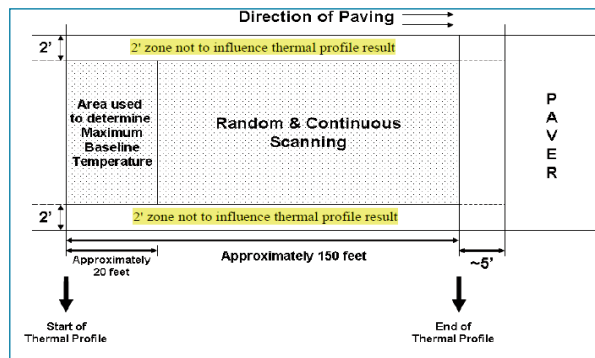 Direction of Paving
2'
2' zone not to influence thermal profile result
Area used
to determine
Maximum
Baseline
Temperature
Random & Continuous
Scanning
P
A
V
E
R
2'
2' zone not to influence thermal profile result
Approximately
20 feet
Approximately 150 feet
~5'
Start of
Thermal Profile
End of
Thermal Profile